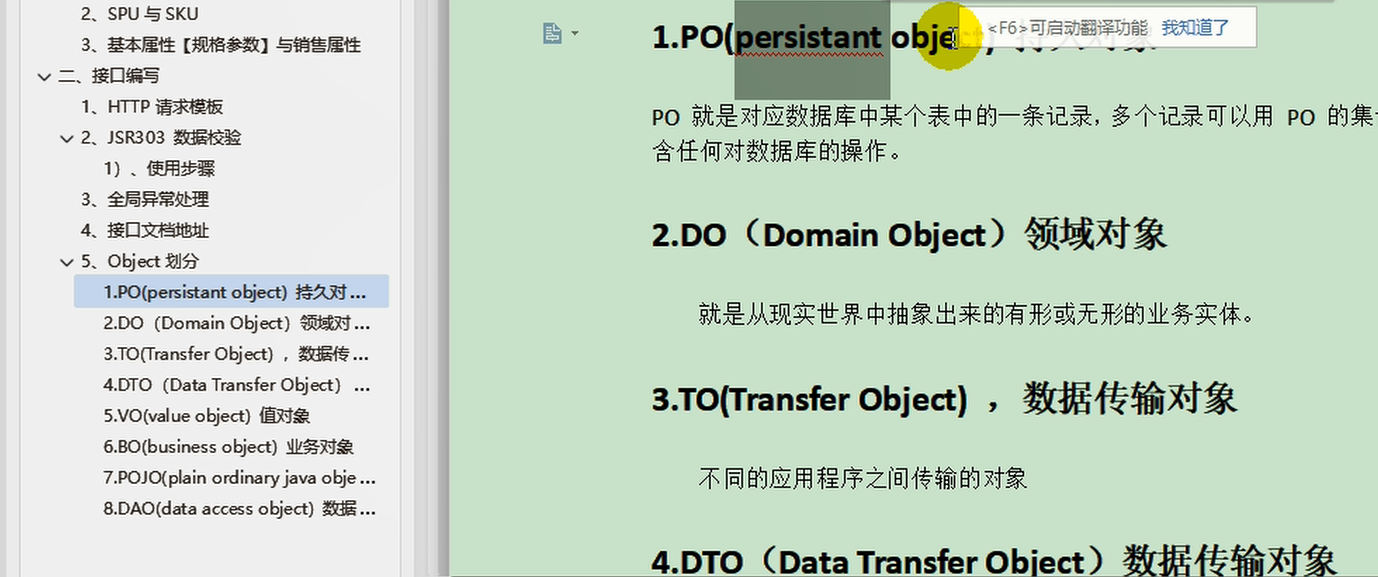 2、SPU 与 SKU
3、基本属性【规格参数】与销售属性
二、接口编写
1、HTTP 请求模板
2、JSR303 数据校验
1）、使用步骤
3、全局异常处理
4、接口文档地址
5、Object 划分
1.PO(persistant object) 持久对 ...
2.DO（Domain Object）领域对 ...
3.TO(Transfer Object) ，数据传 ...
4.DTO（Data Transfer Object） ...
5.VO(value object) 值对象
6.BO(business object) 业务对象
7.POJO(plain ordinary java obje ...
8.DAO(data access object) 数据 ...
<F6>可启动翻译功能 我知道了
1.PO(persistant object) 持久对象
PO 就是对应数据库中某个表中的一条记录，多个记录可以用 PO 的集
含任何对数据库的操作。
2.DO（Domain Object）领域对象
就是从现实世界中抽象出来的有形或无形的业务实体。
3.TO(Transfer Object) ，数据传输对象
不同的应用程序之间传输的对象
4.DTO（Data Transfer Object）数据传输对象